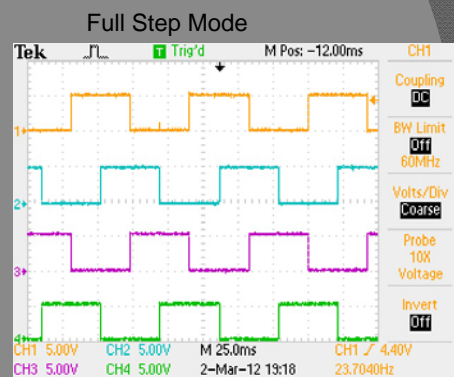 Full Step Mode
Tek T Trig'd M Pos: -12.00ms CH1
Coupling
DC
BW Limit
Off
60MHz
Volts/Div
Coarse
Probe
10X
Voltage
Invert
Off
1
2
3
4
CH1 5.00V CH2 5.00V M 25.0ms CH1 4.40V
CH3 5.00V CH4 5.00V 2-Mar-12 19:18 23.7040Hz